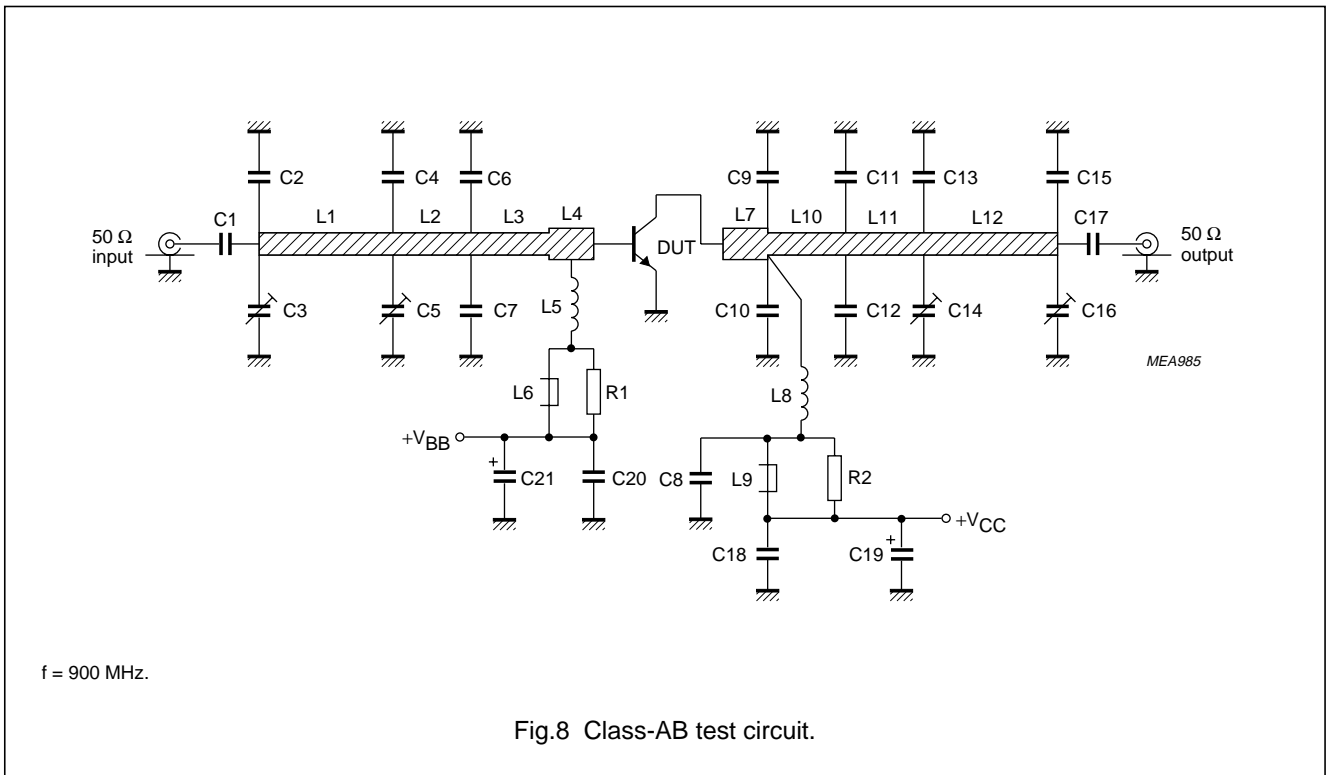 C2 C4 C6 C9 C11 C13 C15
L1 L2 L3 L4 L7 L10 L11 L12
C1 C17
50 Ω
input
DUT
50 Ω
output
C3 C5 C7 C10 C12 C14 C16
L5
MEA985
L6 R1 L8
+VBB
+ C21 C20 C8 L9 R2
+VCC
C18 C19 +
f = 900 MHz.
Fig.8 Class-AB test circuit.